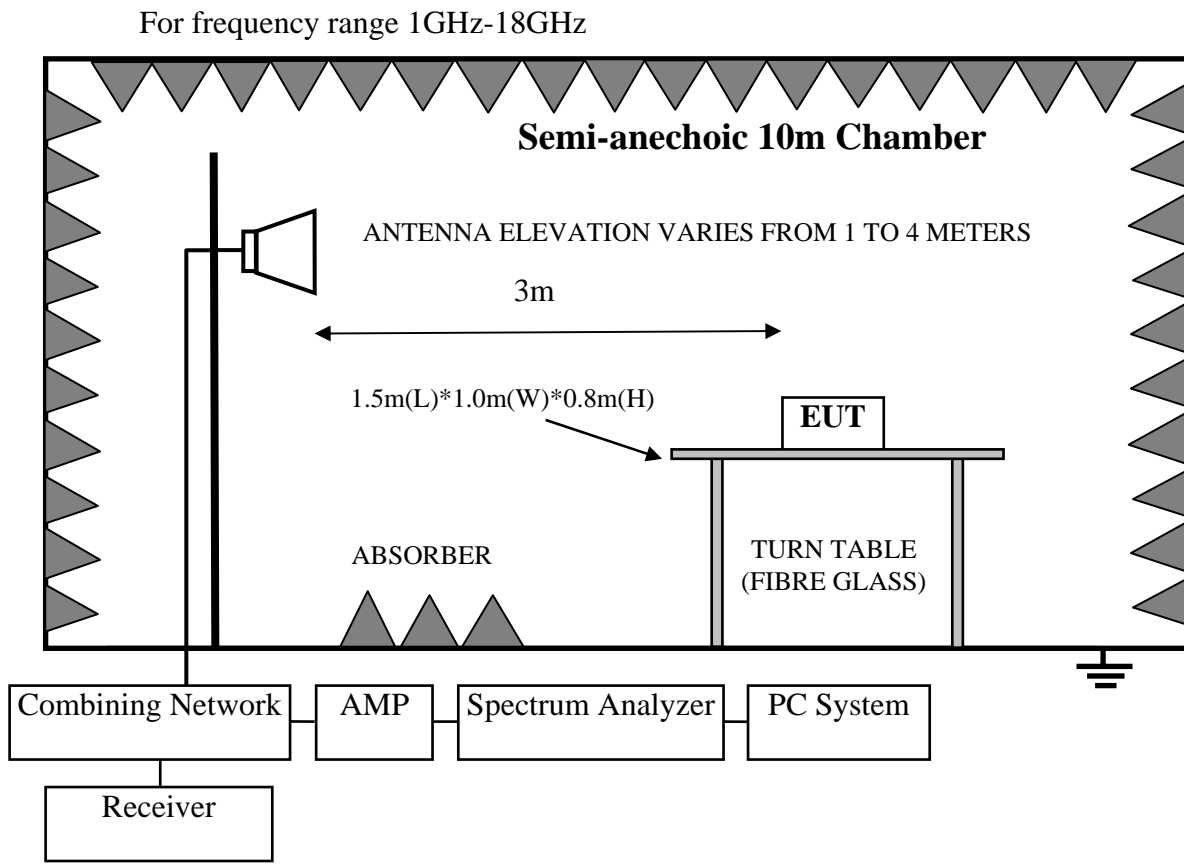 For frequency range 1GHz-18GHz
Semi-anechoic 10m Chamber
ANTENNA ELEVATION VARIES FROM 1 TO 4 METERS
3m
1.5m(L)*1.0m(W)*0.8m(H)
EUT
ABSORBER
TURN TABLE
(FIBRE GLASS)
Combining Network
AMP
Spectrum Analyzer
PC System
Receiver